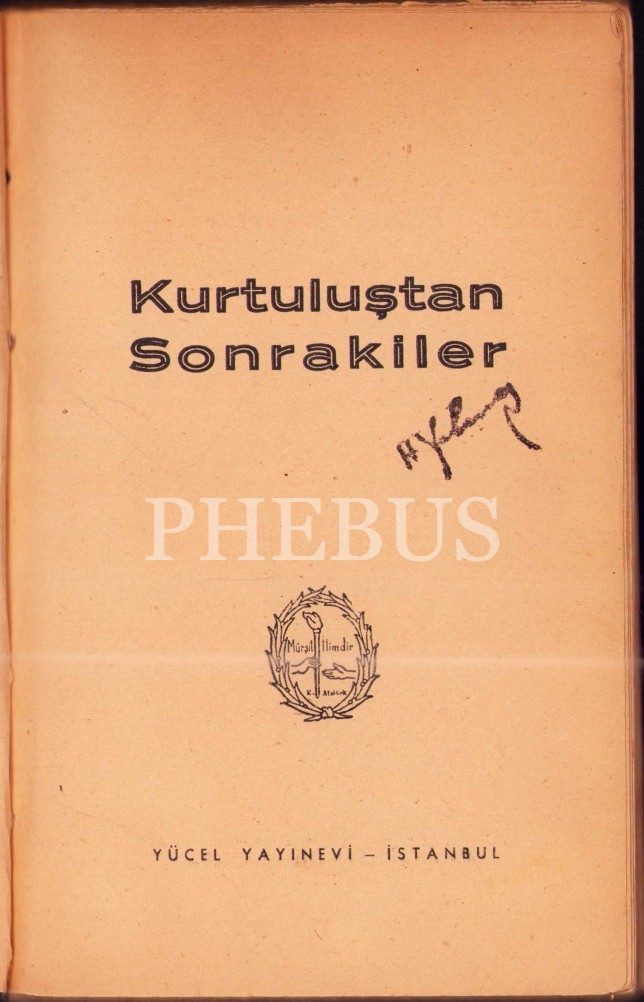 Kurtuluştan
Sonrakiler
PHEBUS
Mürşit İlimdir
K. Atatürk
YÜCEL YAYINEVİ – İSTANBUL